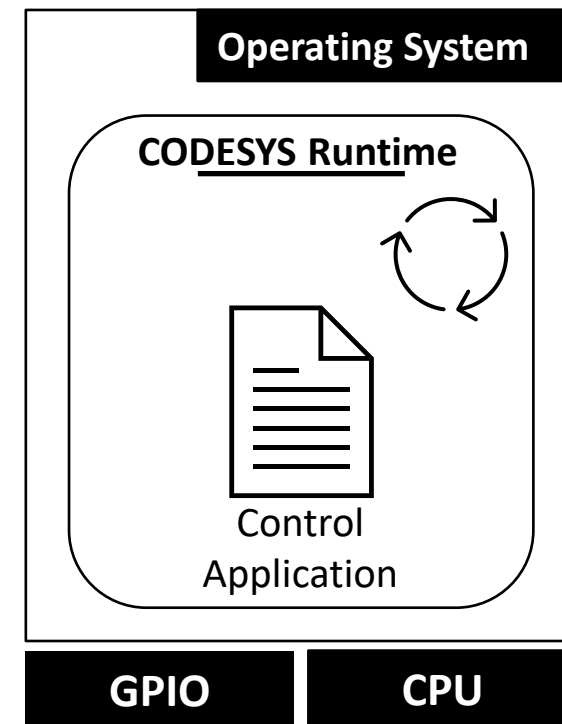 Operating System
CODESYS Runtime
Control
Application
GPIO
CPU